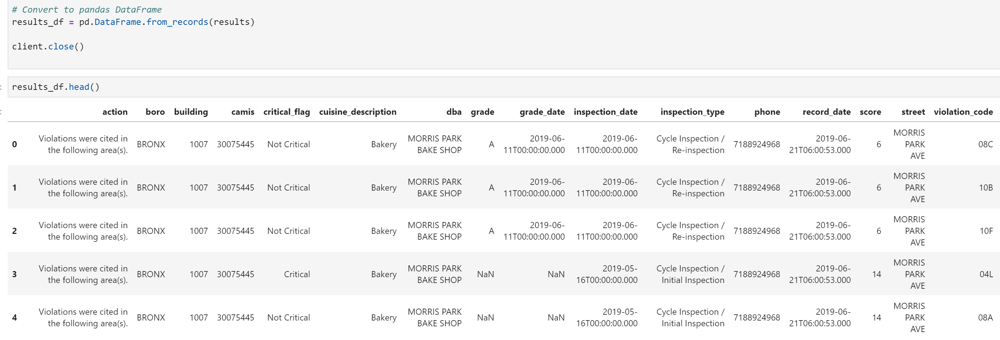 # Convert to pandas DataFrame
results_df = pd.DataFrame.from_records(results)
client.close()
results_df.head()
action boro building camis critical_flag cuisine_description dba grade grade_date inspection_date inspection_type phone record_date score street violation_code
0 Violations were cited in the following area(s). BRONX 1007 30075445 Not Critical Bakery MORRIS PARK BAKE SHOP A 2019-06-11T00:00:00.000 2019-06-11T00:00:00.000 Cycle Inspection / Re-inspection 7188924968 2019-06-21T06:00:53.000 6 MORRIS PARK AVE 08C
1 Violations were cited in the following area(s). BRONX 1007 30075445 Not Critical Bakery MORRIS PARK BAKE SHOP A 2019-06-11T00:00:00.000 2019-06-11T00:00:00.000 Cycle Inspection / Re-inspection 7188924968 2019-06-21T06:00:53.000 6 MORRIS PARK AVE 10B
2 Violations were cited in the following area(s). BRONX 1007 30075445 Not Critical Bakery MORRIS PARK BAKE SHOP A 2019-06-11T00:00:00.000 2019-06-11T00:00:00.000 Cycle Inspection / Re-inspection 7188924968 2019-06-21T06:00:53.000 6 MORRIS PARK AVE 10F
3 Violations were cited in the following area(s). BRONX 1007 30075445 Critical Bakery MORRIS PARK BAKE SHOP NaN NaN 2019-05-16T00:00:00.000 Cycle Inspection / Initial Inspection 7188924968 2019-06-21T06:00:53.000 14 MORRIS PARK AVE 04L
4 Violations were cited in the following area(s). BRONX 1007 30075445 Not Critical Bakery MORRIS PARK BAKE SHOP NaN NaN 2019-05-16T00:00:00.000 Cycle Inspection / Initial Inspection 7188924968 2019-06-21T06:00:53.000 14 MORRIS PARK AVE 08A